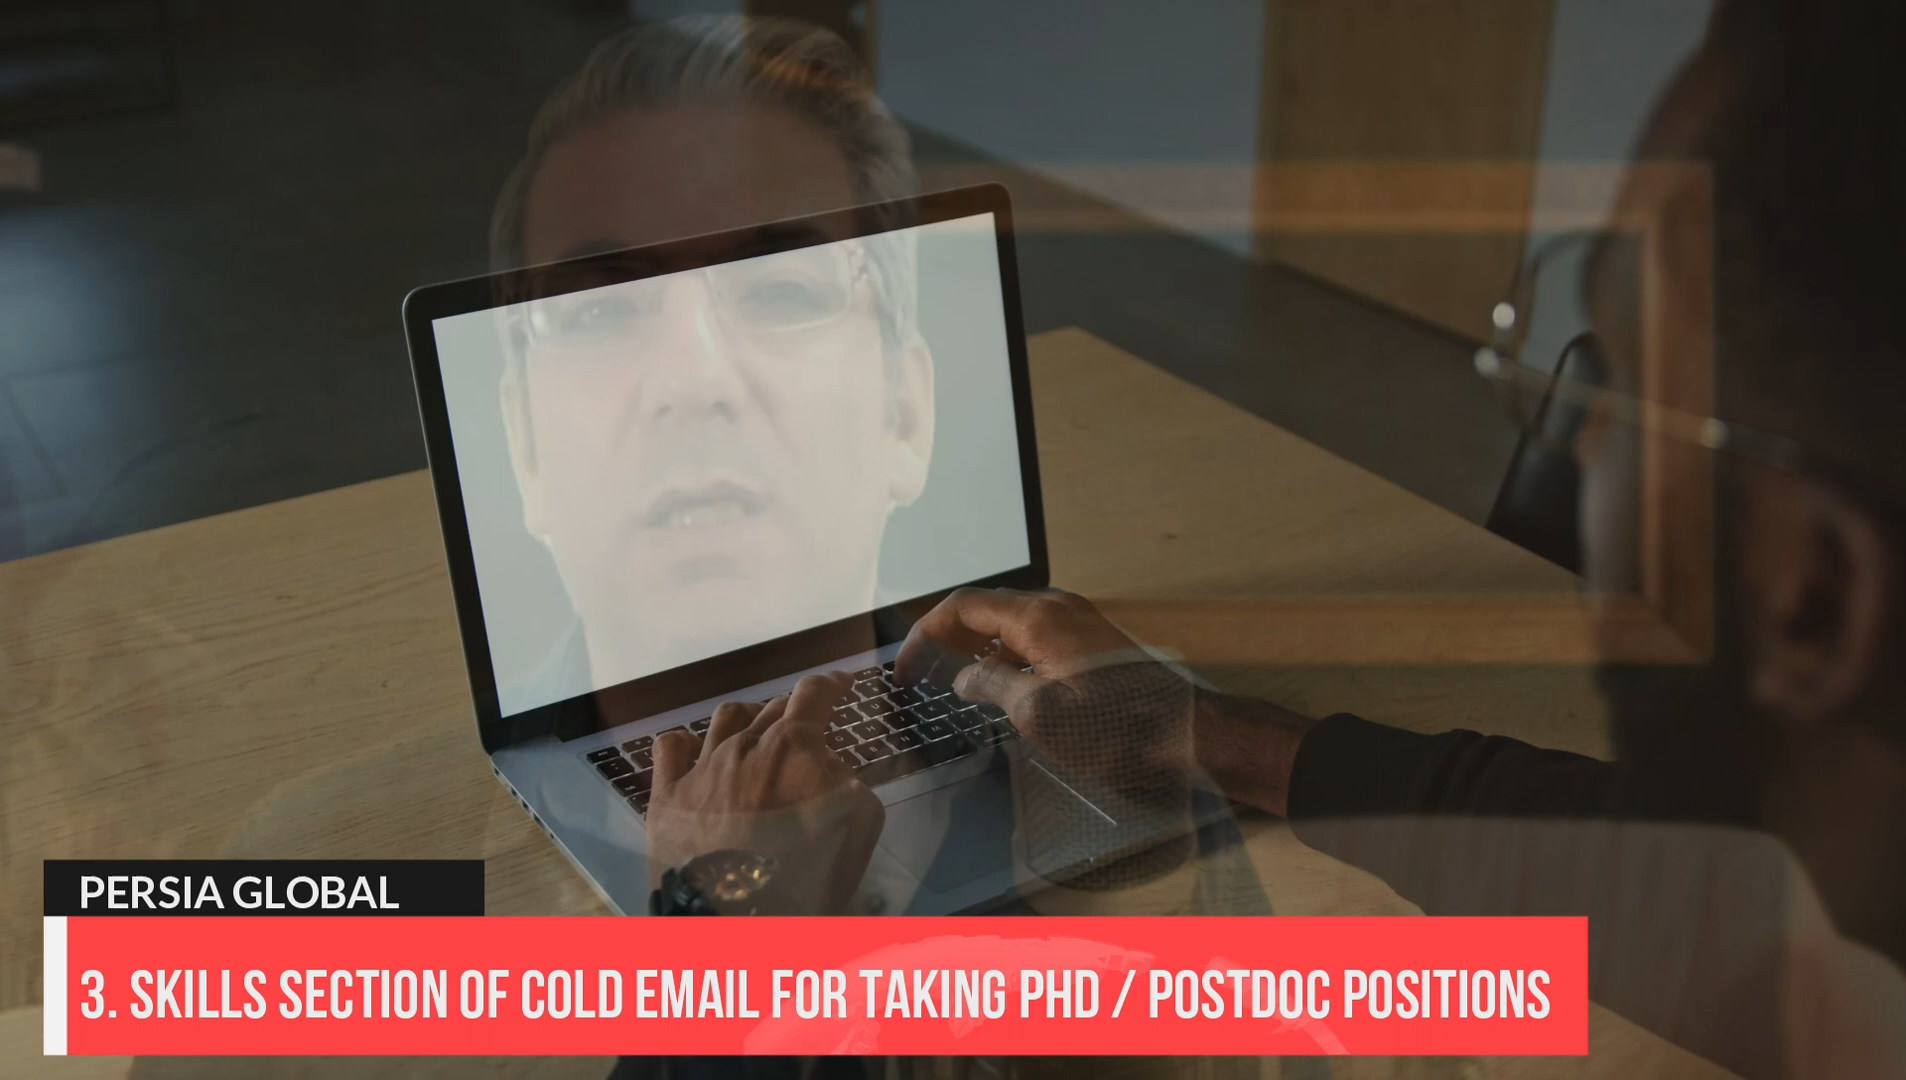 PERSIA GLOBAL
3. SKILLS SECTION OF COLD EMAIL FOR TAKING PHD / POSTDOC POSITIONS